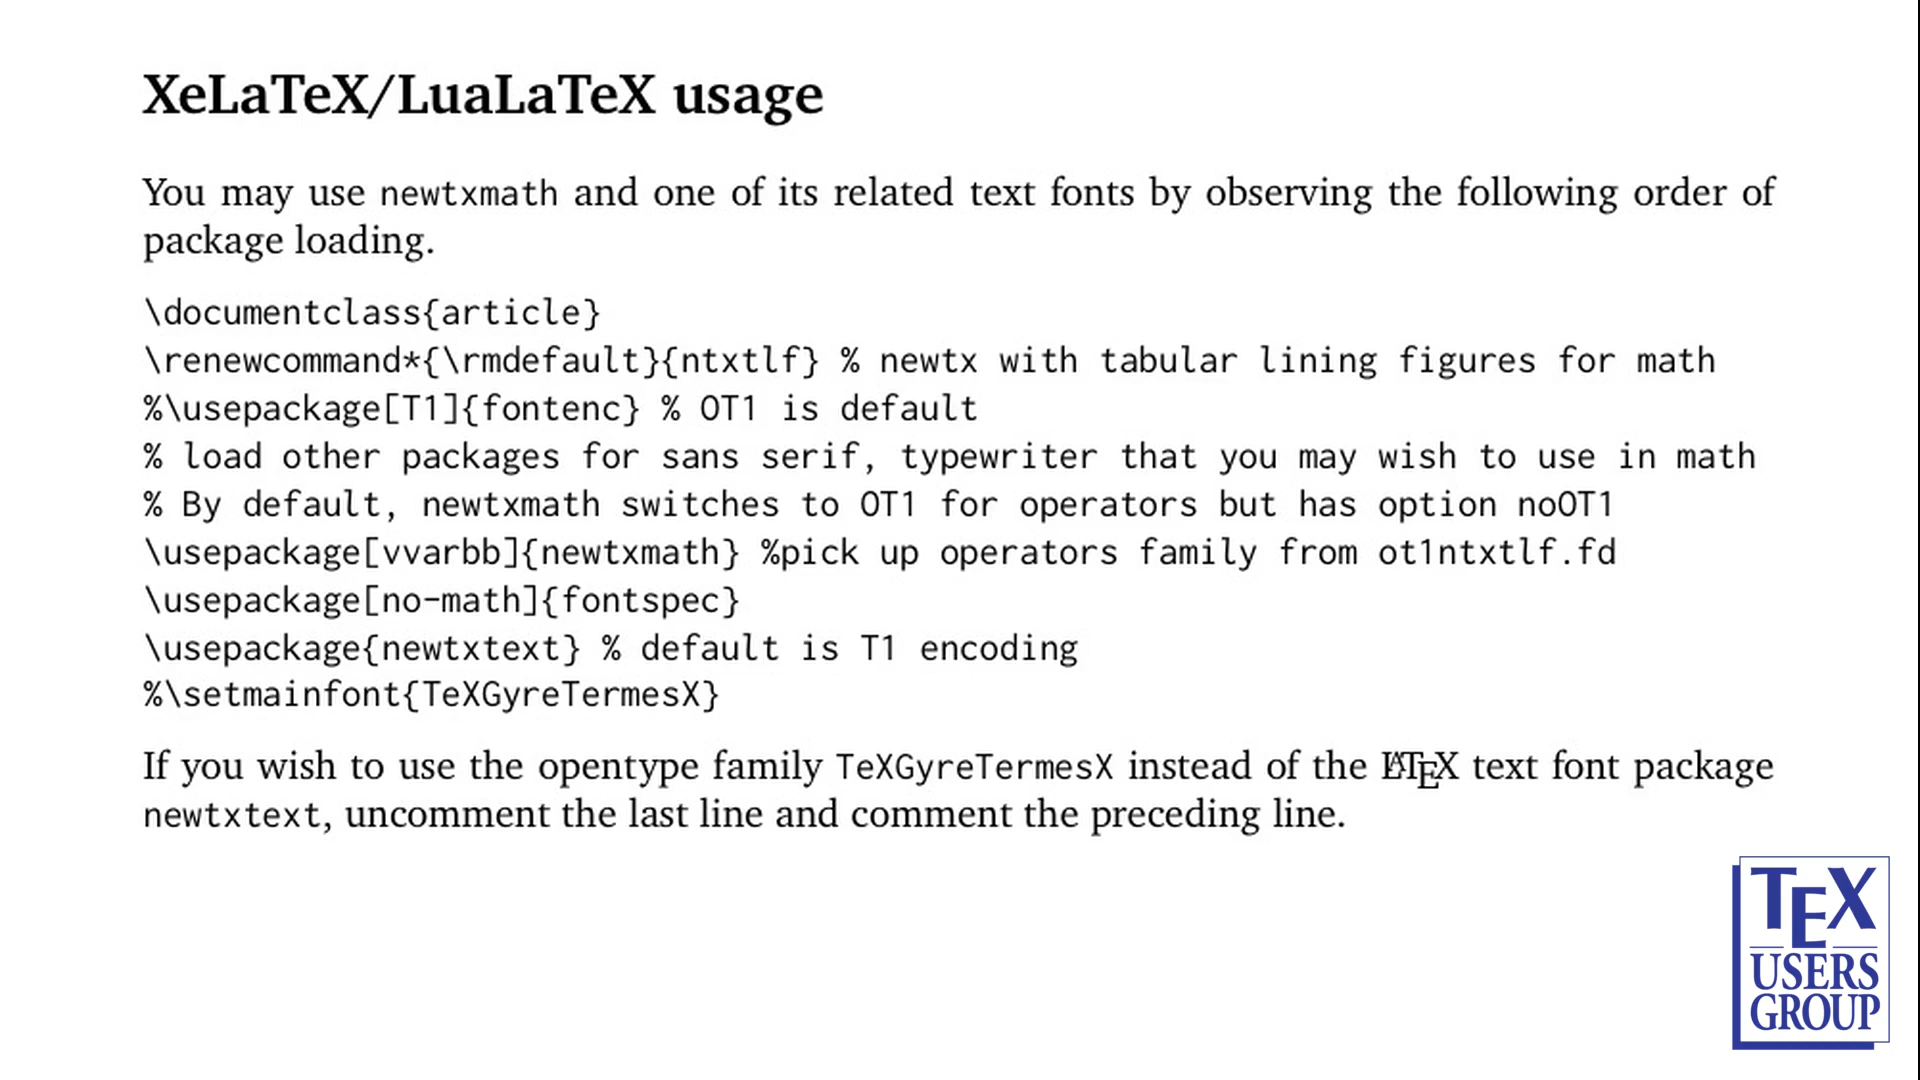 XeLaTeX/LuaLaTeX usage
You may use newtxmath and one of its related text fonts by observing the following order of
package loading.
\documentclass{article}
\renewcommand*{\rmdefault}{ntxtlf} % newtx with tabular lining figures for math
%\usepackage[T1]{fontenc} % OT1 is default
% load other packages for sans serif, typewriter that you may wish to use in math
% By default, newtxmath switches to OT1 for operators but has option noOT1
\usepackage[vvarbb]{newtxmath} %pick up operators family from ot1ntxtlf.fd
\usepackage[no-math]{fontspec}
\usepackage{newtxtext} % default is T1 encoding
%\setmainfont{TeXGyreTermesX}
If you wish to use the opentype family TeXGyreTermesX instead of the LATEX text font package
newtxtext, uncomment the last line and comment the preceding line.
TEX
USERS
GROUP